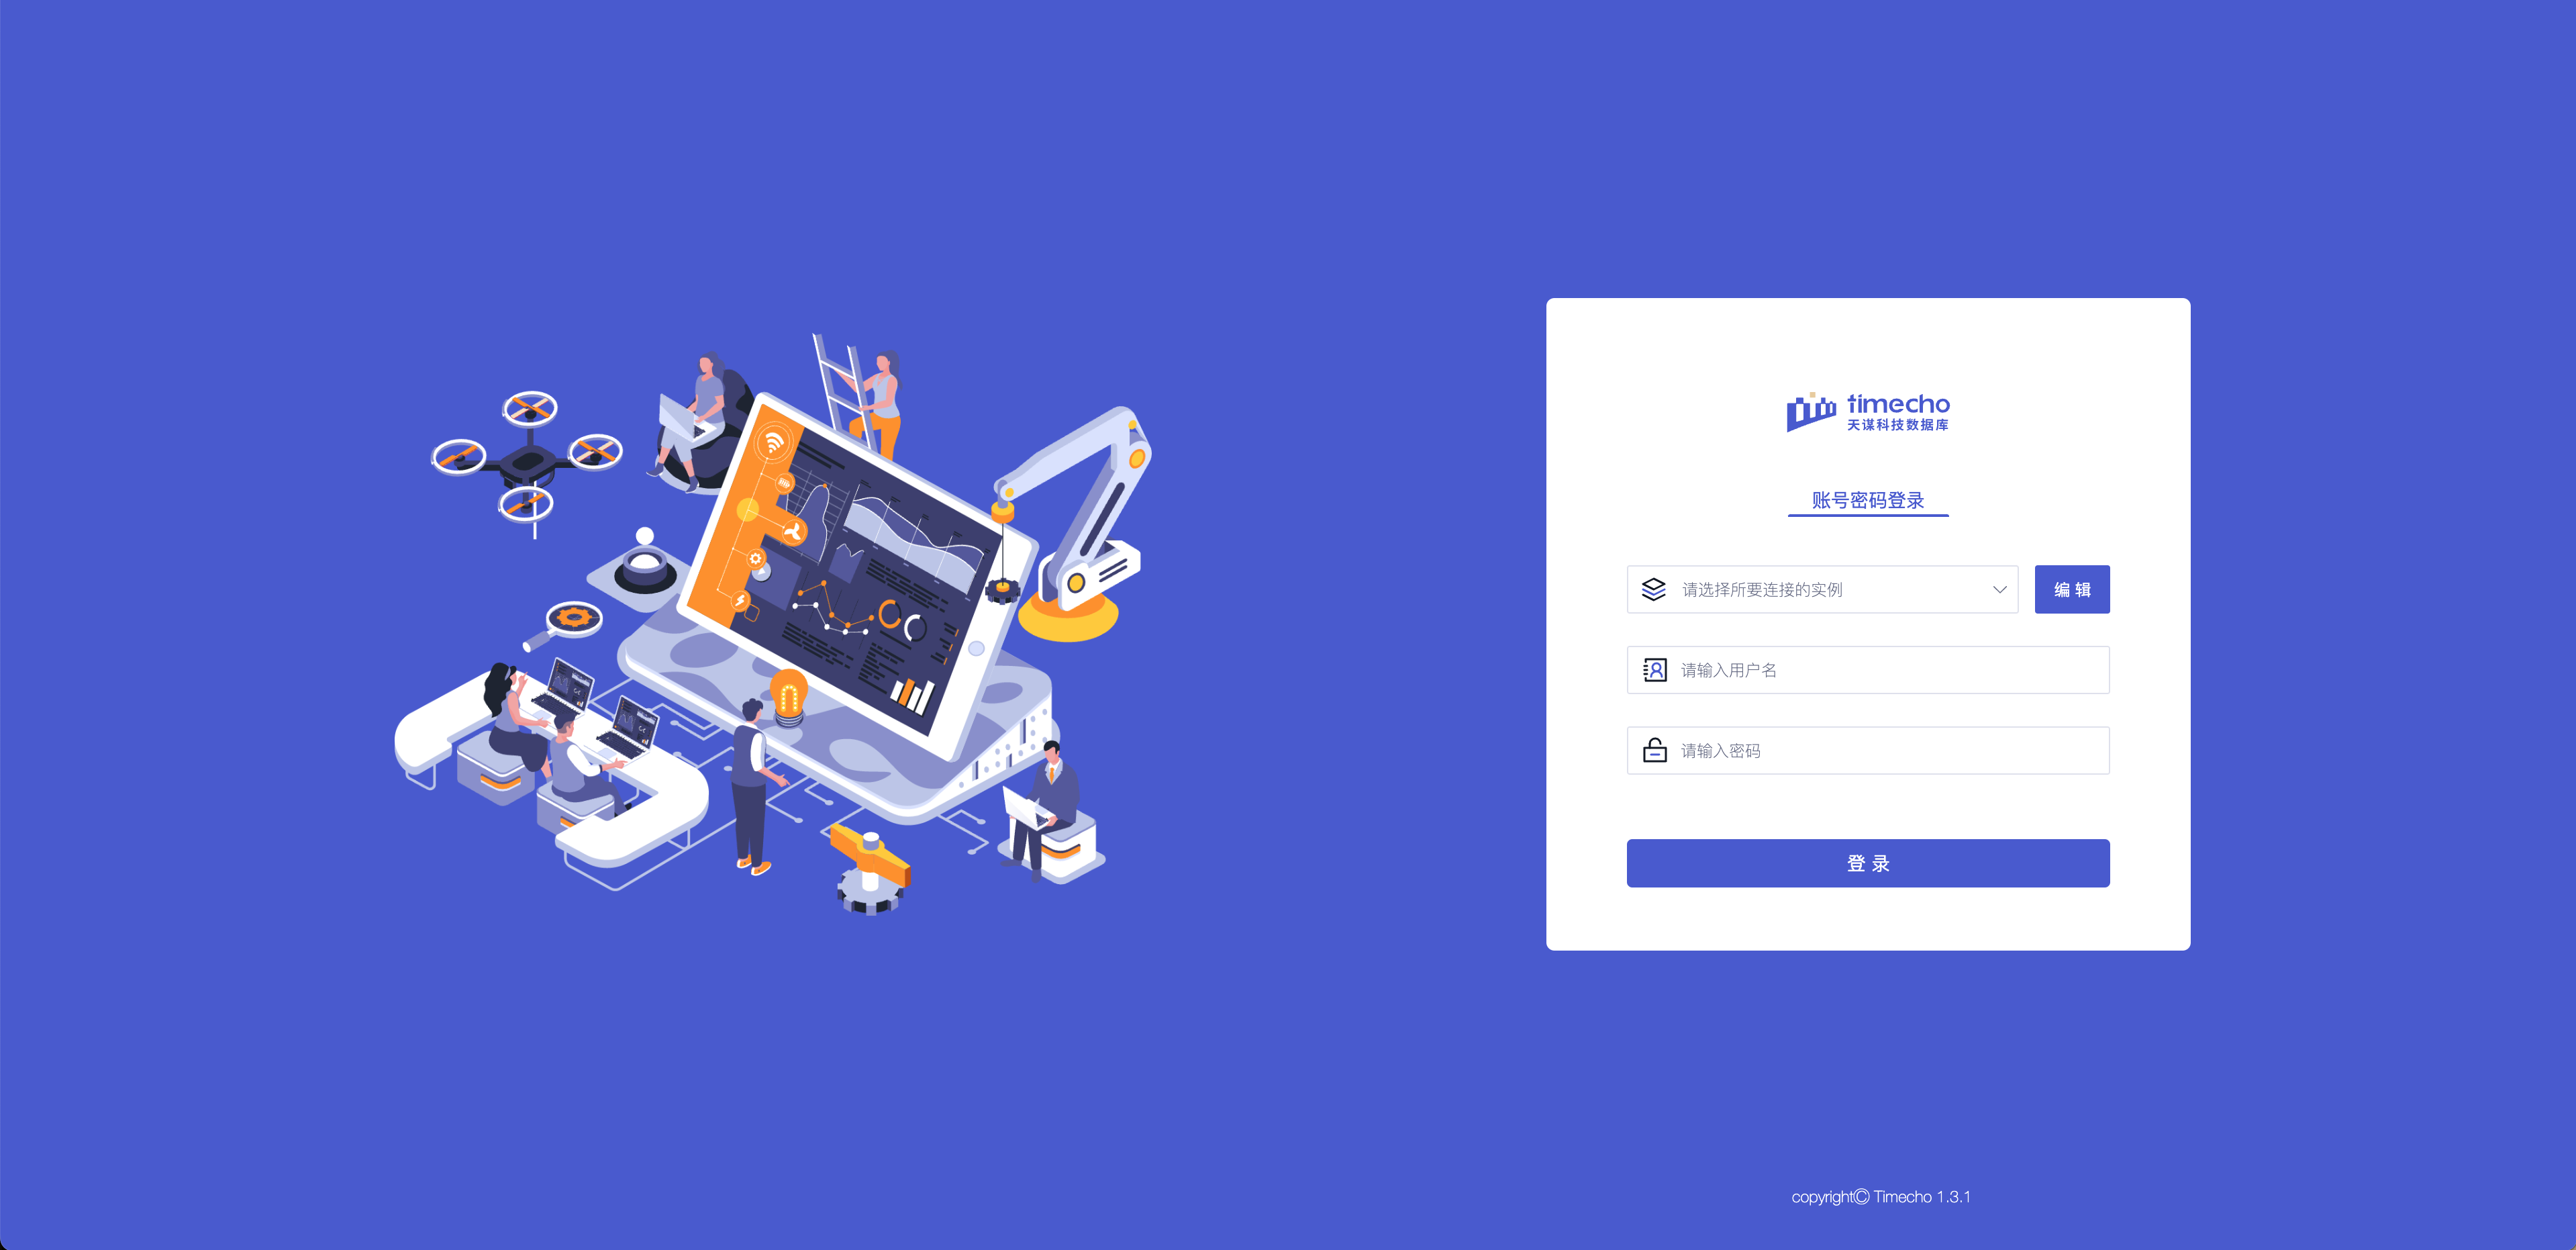 timecho
天谋科技数据库
账号密码登录
请选择所要连接的实例
编 辑
请输入用户名
请输入密码
登 录
copyright© Timecho 1.3.1